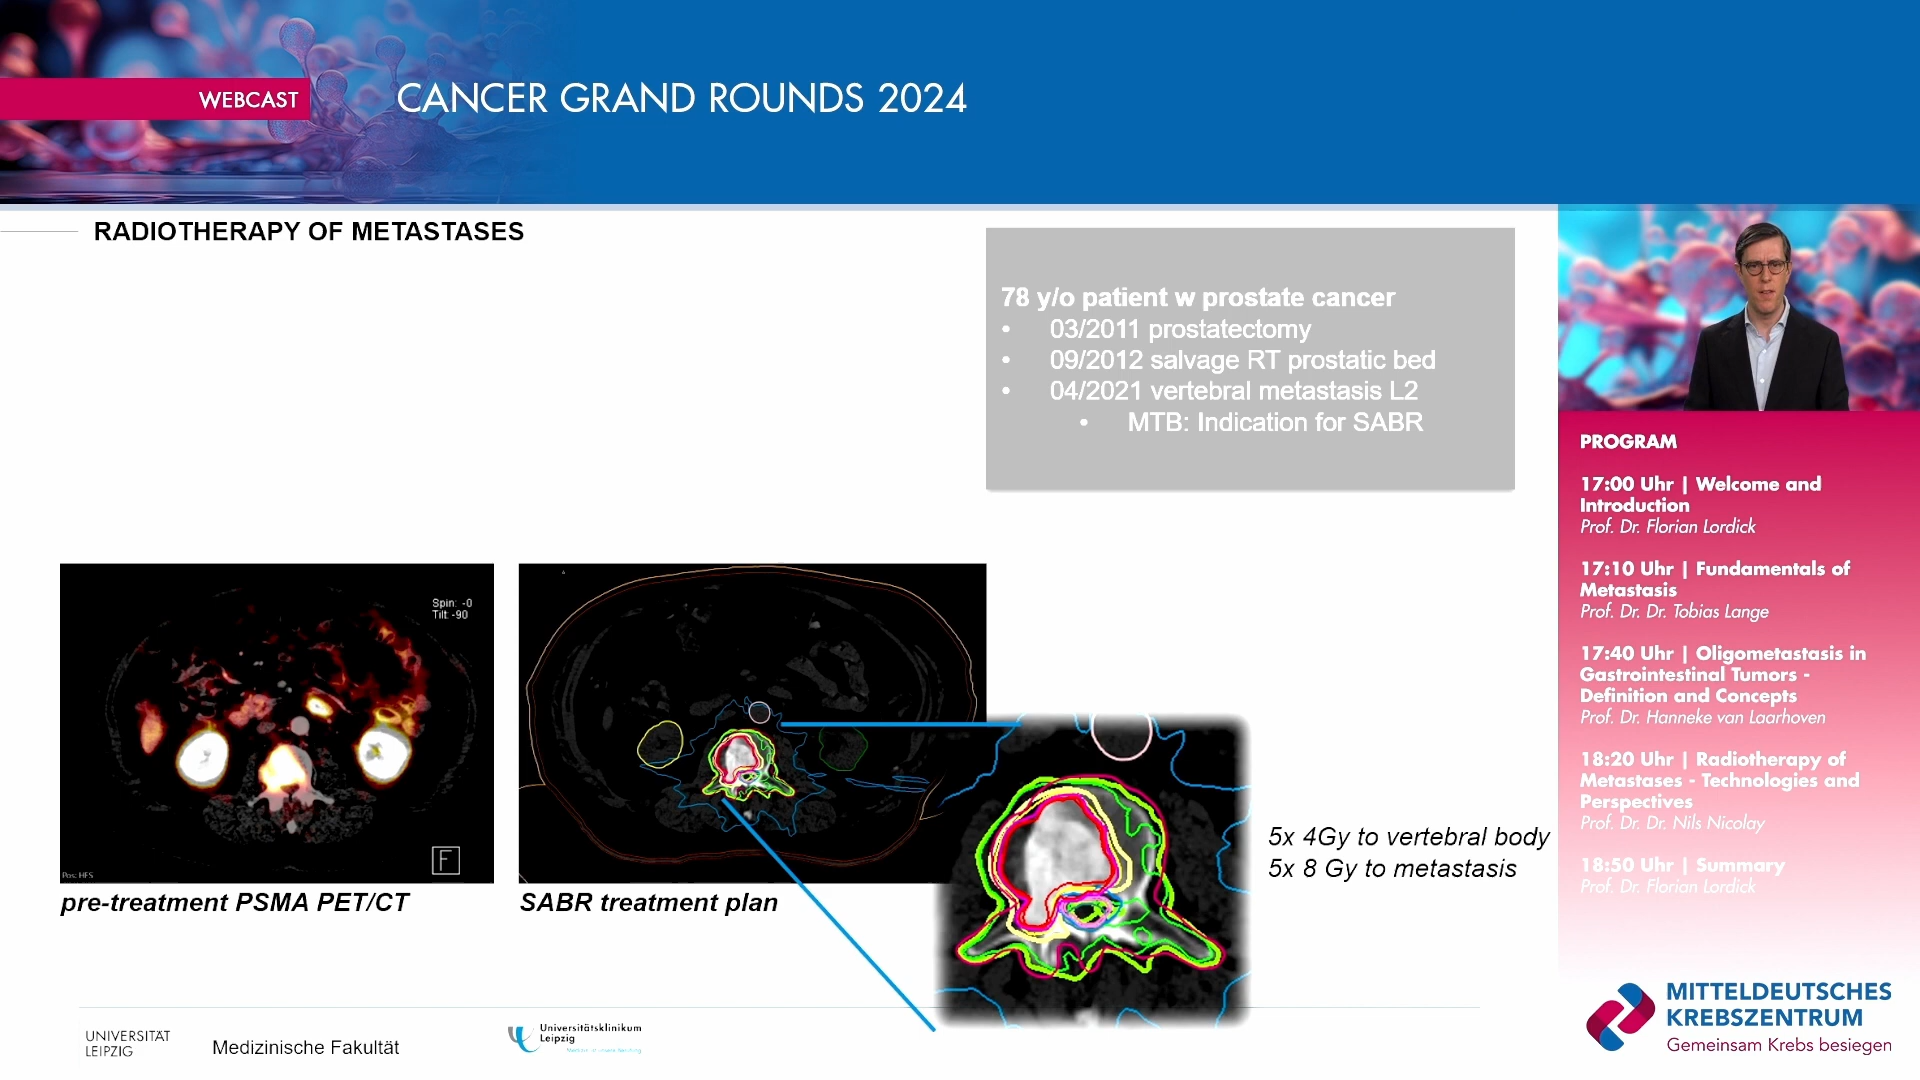 WEBCAST
CANCER GRAND ROUNDS 2024
RADIOTHERAPY OF METASTASES
78 y/o patient w prostate cancer
• 03/2011 prostatectomy
• 09/2012 salvage RT prostatic bed
• 04/2021 vertebral metastasis L2
• MTB: Indication for SABR
Spin: -0
Tilt: -90
F
Pos: HFS
pre-treatment PSMA PET/CT
SABR treatment plan
5x 4Gy to vertebral body
5x 8 Gy to metastasis
UNIVERSITÄT
LEIPZIG
Medizinische Fakultät
Universitätsklinikum
Leipzig
PROGRAM
17:00 Uhr | Welcome and
Introduction
Prof. Dr. Florian Lordick
17:10 Uhr | Fundamentals of
Metastasis
Prof. Dr. Dr. Tobias Lange
17:40 Uhr | Oligometastasis in
Gastrointestinal Tumors -
Definition and Concepts
Prof. Dr. Hanneke van Laarhoven
18:20 Uhr | Radiotherapy of
Metastases - Technologies and
Perspectives
Prof. Dr. Dr. Nils Nicolay
18:50 Uhr | Summary
Prof. Dr. Florian Lordick
MITTELDEUTSCHES
KREBSZENTRUM
Gemeinsam Krebs besiegen